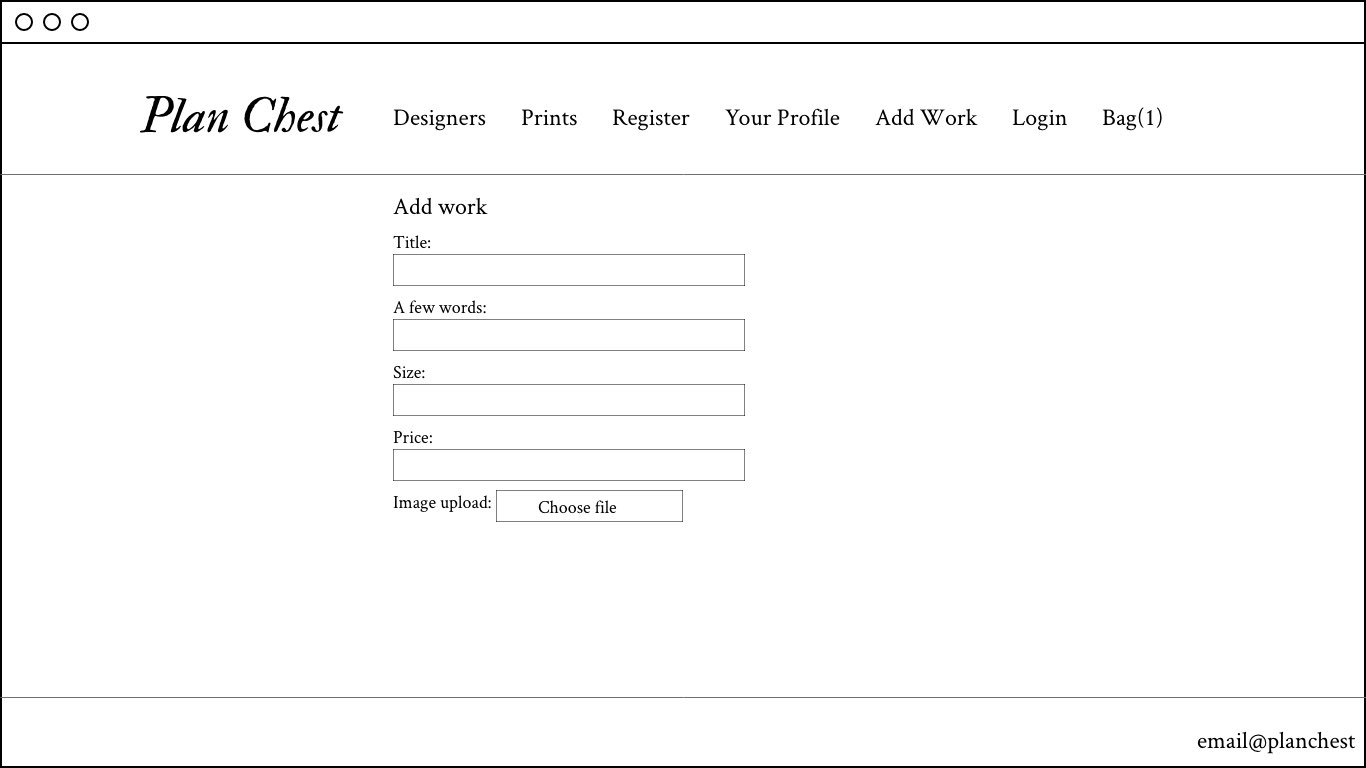 Plan Chest Designers Prints Register Your Profile Add Work Login Bag(1)
Add work
Title:
A few words:
Size:
Price:
Image upload: Choose file
email@planchest